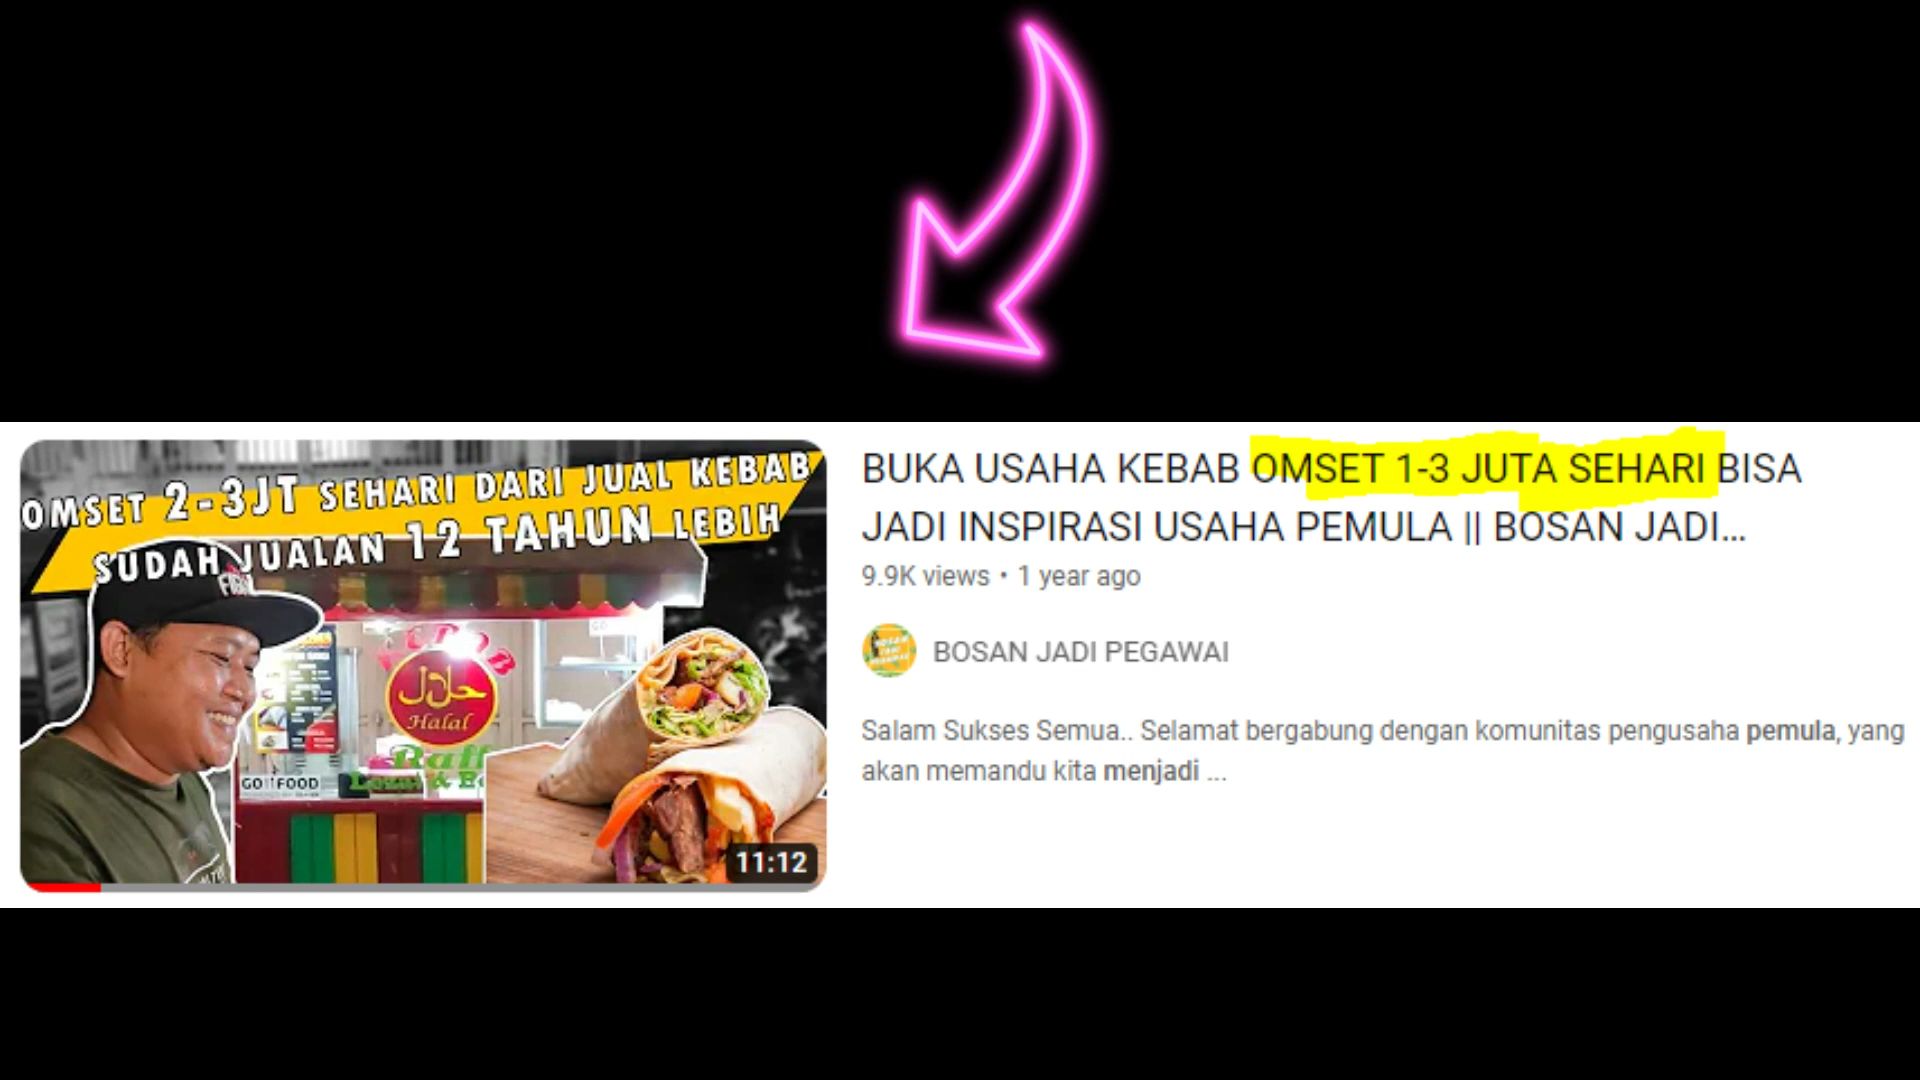 OMSET 2-3JT SEHARI DARI JUAL KEBAB
SUDAH JUALAN 12 TAHUN LEBIH
حلال
Halal
GOFOOD
11:12
BUKA USAHA KEBAB OMSET 1-3 JUTA SEHARI BISA
JADI INSPIRASI USAHA PEMULA || BOSAN JADI...
9.9K views • 1 year ago
BOSAN JADI PEGAWAI
Salam Sukses Semua.. Selamat bergabung dengan komunitas pengusaha pemula, yang
akan memandu kita menjadi ...